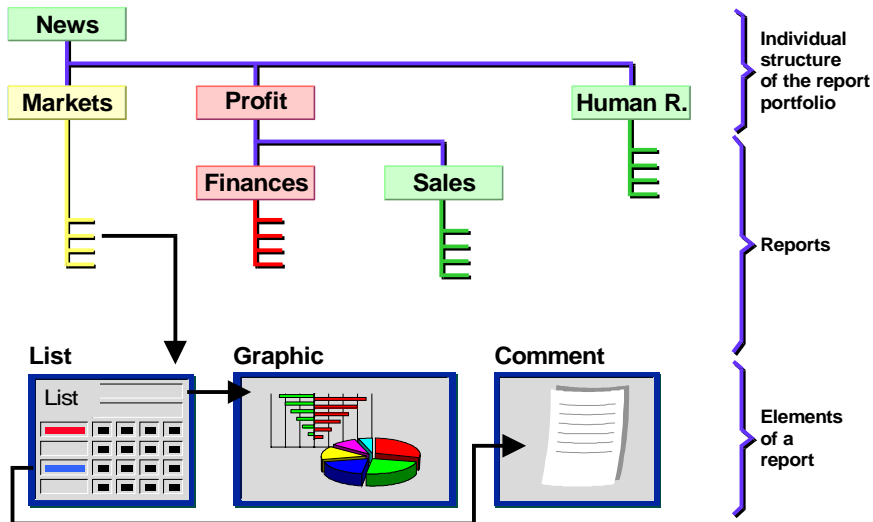 News
Markets
Profit
Human R.
Finances
Sales
Individual
structure
of the report
portfolio
Reports
List
Graphic
Comment
List
Elements
of a
report